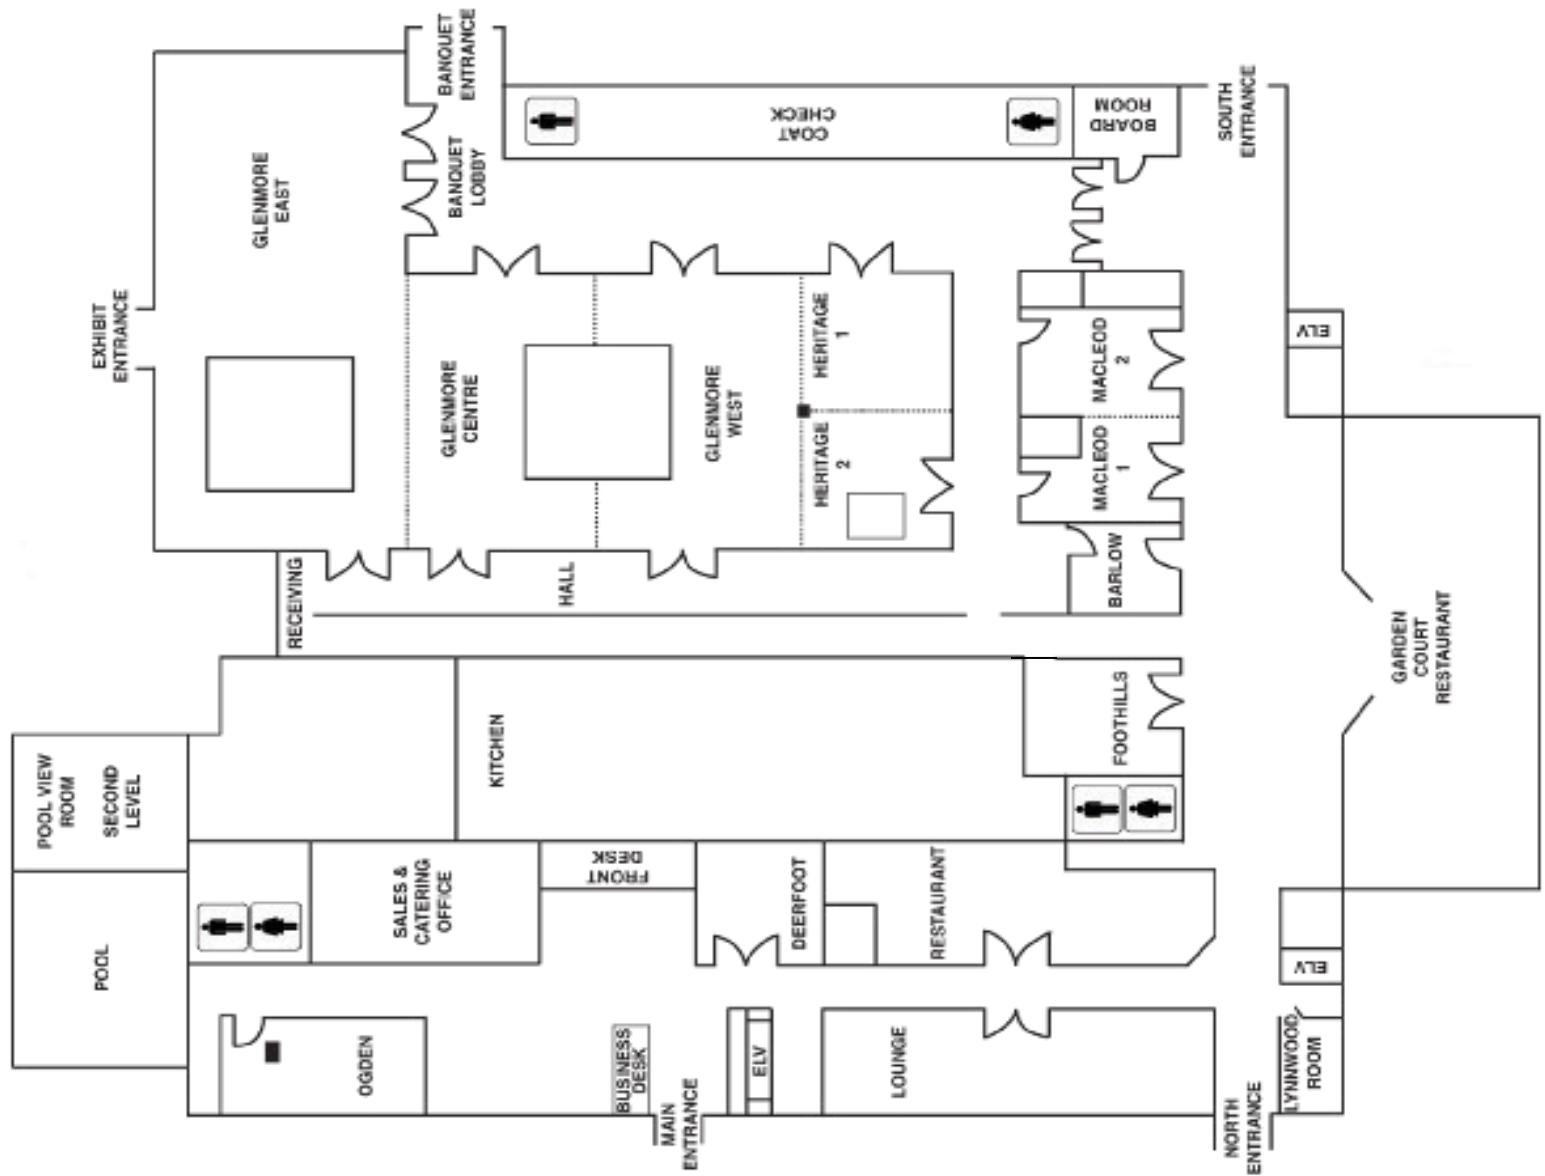 BANQUET
ENTRANCE
COAT
CHECK
BOARD
ROOM
SOUTH
ENTRANCE
GLENMORE
EAST
BANQUET
LOBBY
EXHIBIT
ENTRANCE
GLENMORE
CENTRE
GLENMORE
WEST
HERITAGE
1
HERITAGE
2
MACLEOD
2
MACLEOD
1
ELV
RECEIVING
HALL
BARLOW
GARDEN
COURT
RESTAURANT
POOL VIEW
ROOM
SECOND
LEVEL
KITCHEN
FOOTHILLS
POOL
SALES &
CATERING
OFFICE
FRONT
DESK
DEERFOOT
RESTAURANT
ELV
OGDEN
BUSINESS
DESK
ELV
LOUNGE
LYNNWOOD
ROOM
MAIN
ENTRANCE
NORTH
ENTRANCE